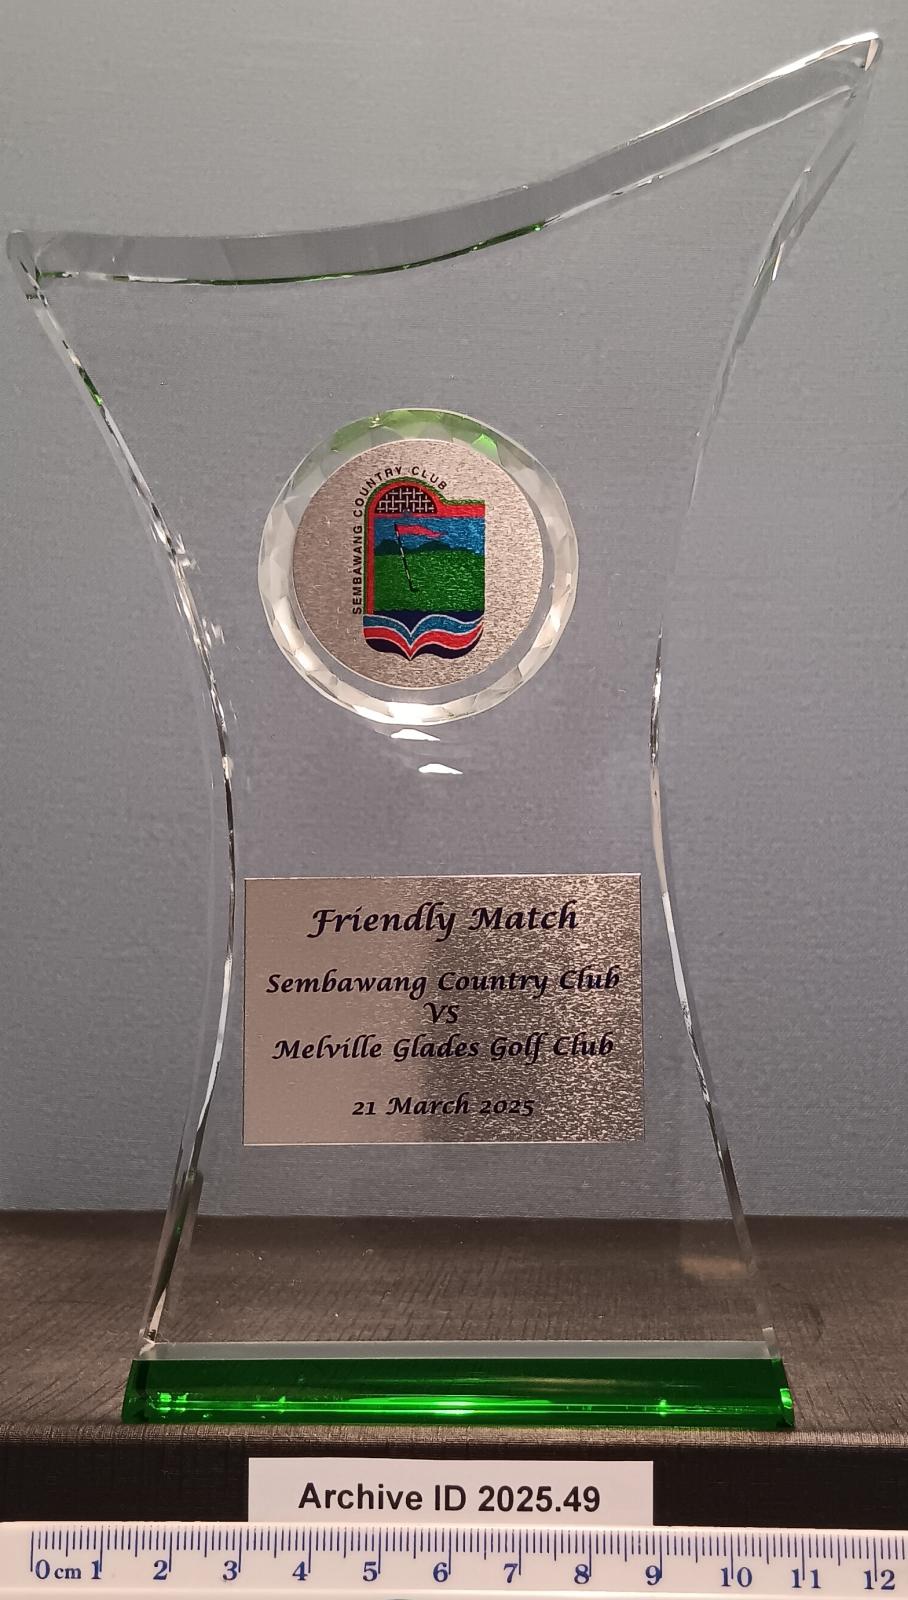 SEMBAWANG COUNTRY CLUB
Friendly Match
Sembawang Country Club
VS
Melville Glades Golf Club
21 March 2025
Archive ID 2025.49
0 cm 1 2 3 4 5 6 7 8 9 10 11 12